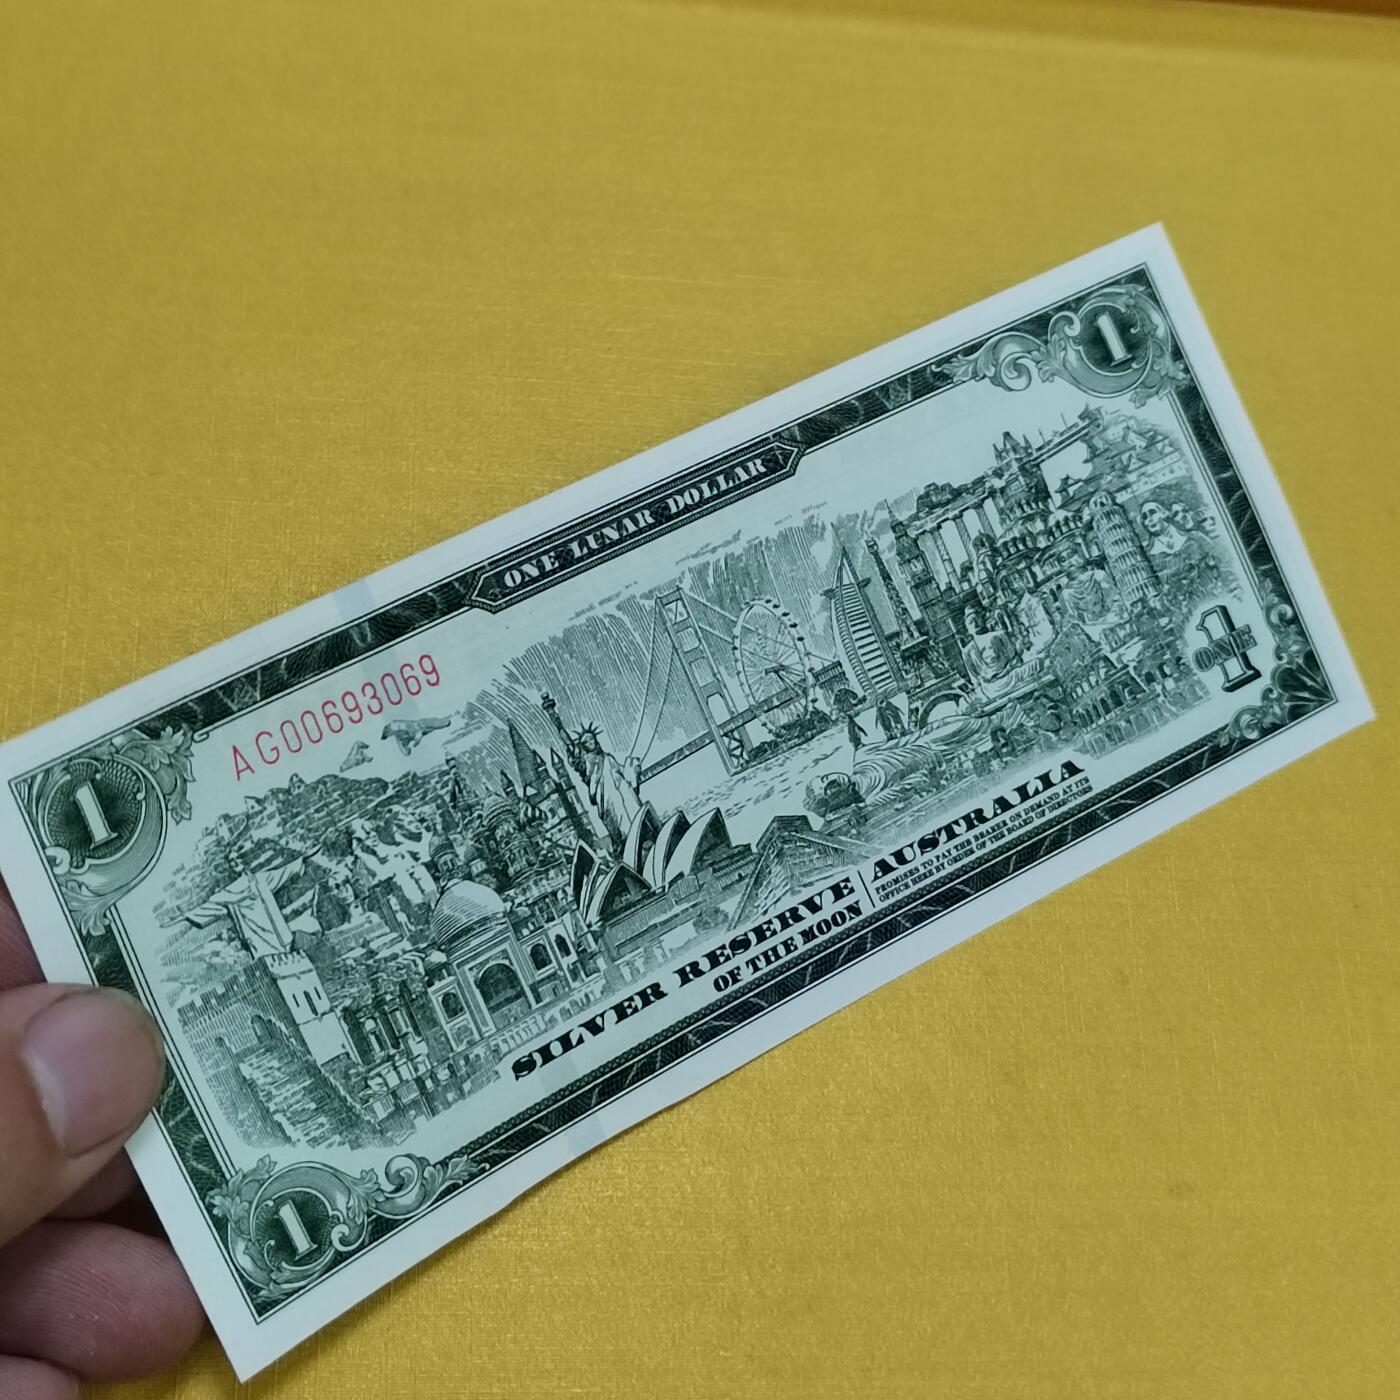 1
ONE LUNAR DOLLAR
1
AG00693069
1
ONE
SILVER RESERVE
OF THE MOON
AUSTRALIA
PROMISES TO PAY THE BEARER ON DEMAND AT ITS
OFFICE HERE BY ORDER OF THE BOARD OF DIRECTORS
1